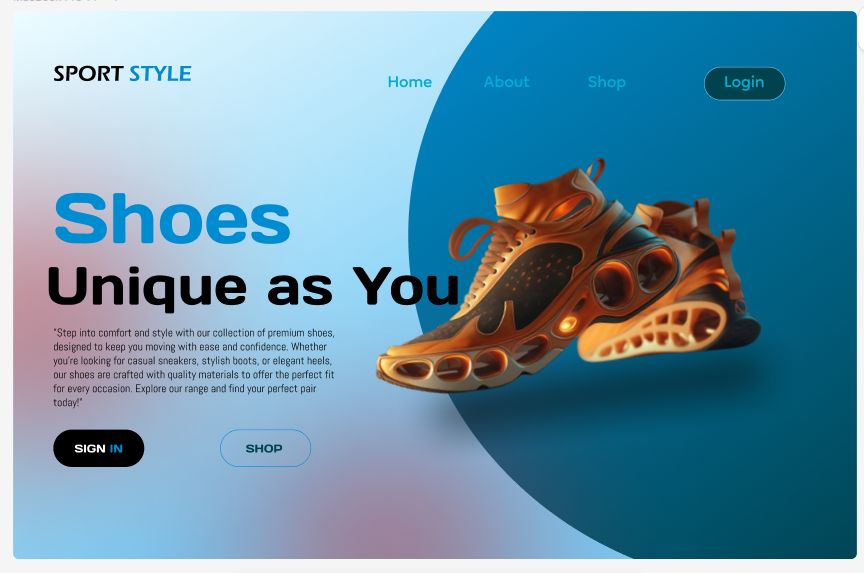 SPORT STYLE
Home About Shop Login
Shoes
Unique as You
"Step into comfort and style with our collection of premium shoes,
designed to keep you moving with ease and confidence. Whether
you're looking for casual sneakers, stylish boots, or elegant heels,
our shoes are crafted with quality materials to offer the perfect fit
for every occasion. Explore our range and find your perfect pair
today!"
SIGN IN
SHOP